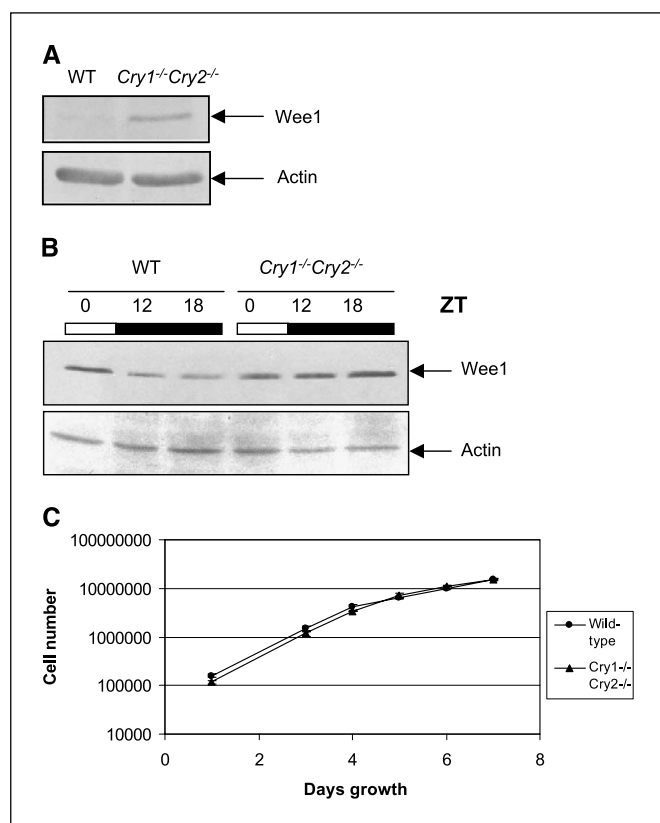 A
WT Cry1-/-Cry2-/-
Wee1
Actin
B
WT Cry1-/-Cry2-/-
0 12 18 0 12 18 ZT
Wee1
Actin
C
100000000
10000000
1000000
100000
10000
Cell number
0 2 4 6 8
Days growth
Wild-
type
Cry1-/-
Cry2-/-